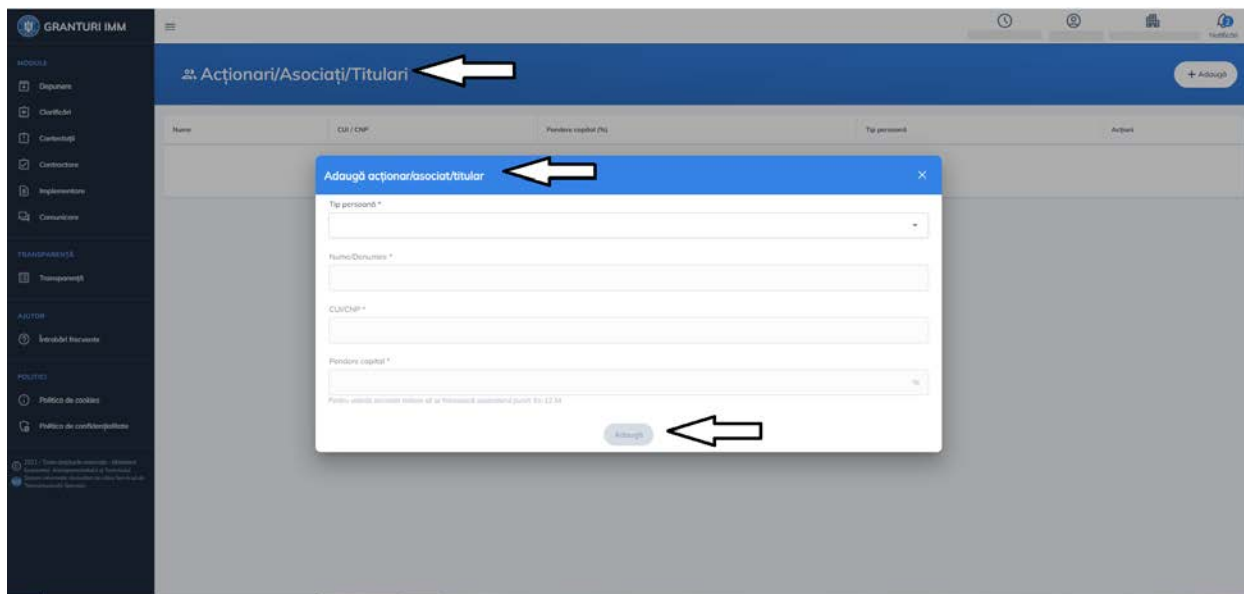 GRANTURI IMM
Notificări
MODULE
Depunere
Clarificări
Contestații
Contractare
Implementare
Comunicare
TRANSPARENȚĂ
Transparență
AJUTOR
Întrebări frecvente
POLITICI
Politica de cookies
Politica de confidențialitate
Acționari/Asociați/Titulari
+ Adaugă
Nume CUI / CNP Pondere capital (%) Tip persoană Acțiuni
Adaugă acționar/asociat/titular
Tip persoană *
Nume/Denumire *
CUI/CNP *
Pondere capital *
%
Adaugă